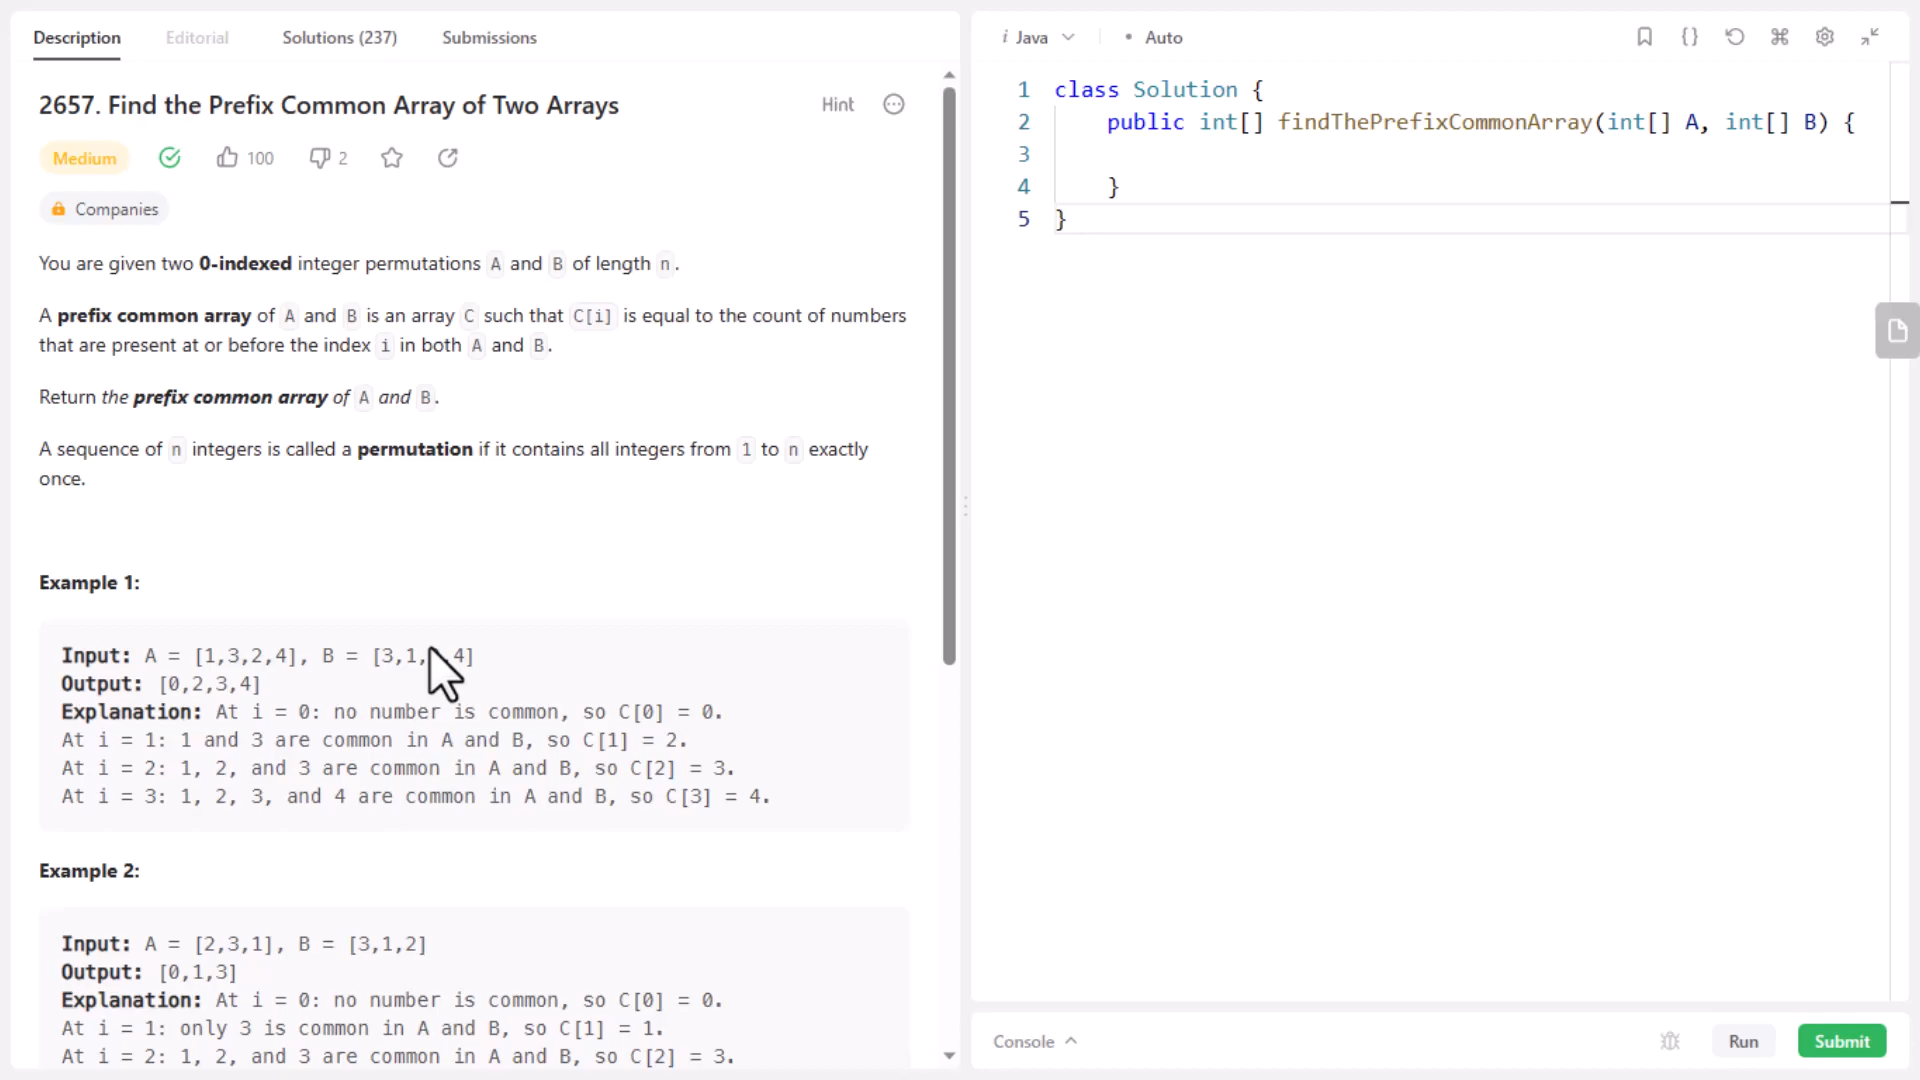 Description Editorial Solutions (237) Submissions
2657. Find the Prefix Common Array of Two Arrays Hint
Medium 100 2
Companies
You are given two 0-indexed integer permutations A and B of length n.
A prefix common array of A and B is an array C such that C[i] is equal to the count of numbers
that are present at or before the index i in both A and B.
Return the prefix common array of A and B.
A sequence of n integers is called a permutation if it contains all integers from 1 to n exactly
once.
Example 1:
Input: A = [1,3,2,4], B = [3,1, 4]
Output: [0,2,3,4]
Explanation: At i = 0: no number is common, so C[0] = 0.
At i = 1: 1 and 3 are common in A and B, so C[1] = 2.
At i = 2: 1, 2, and 3 are common in A and B, so C[2] = 3.
At i = 3: 1, 2, 3, and 4 are common in A and B, so C[3] = 4.
Example 2:
Input: A = [2,3,1], B = [3,1,2]
Output: [0,1,3]
Explanation: At i = 0: no number is common, so C[0] = 0.
At i = 1: only 3 is common in A and B, so C[1] = 1.
At i = 2: 1, 2, and 3 are common in A and B, so C[2] = 3.
i Java • Auto
1 class Solution {
2 public int[] findThePrefixCommonArray(int[] A, int[] B) {
3
4 }
5 }
Console Run Submit